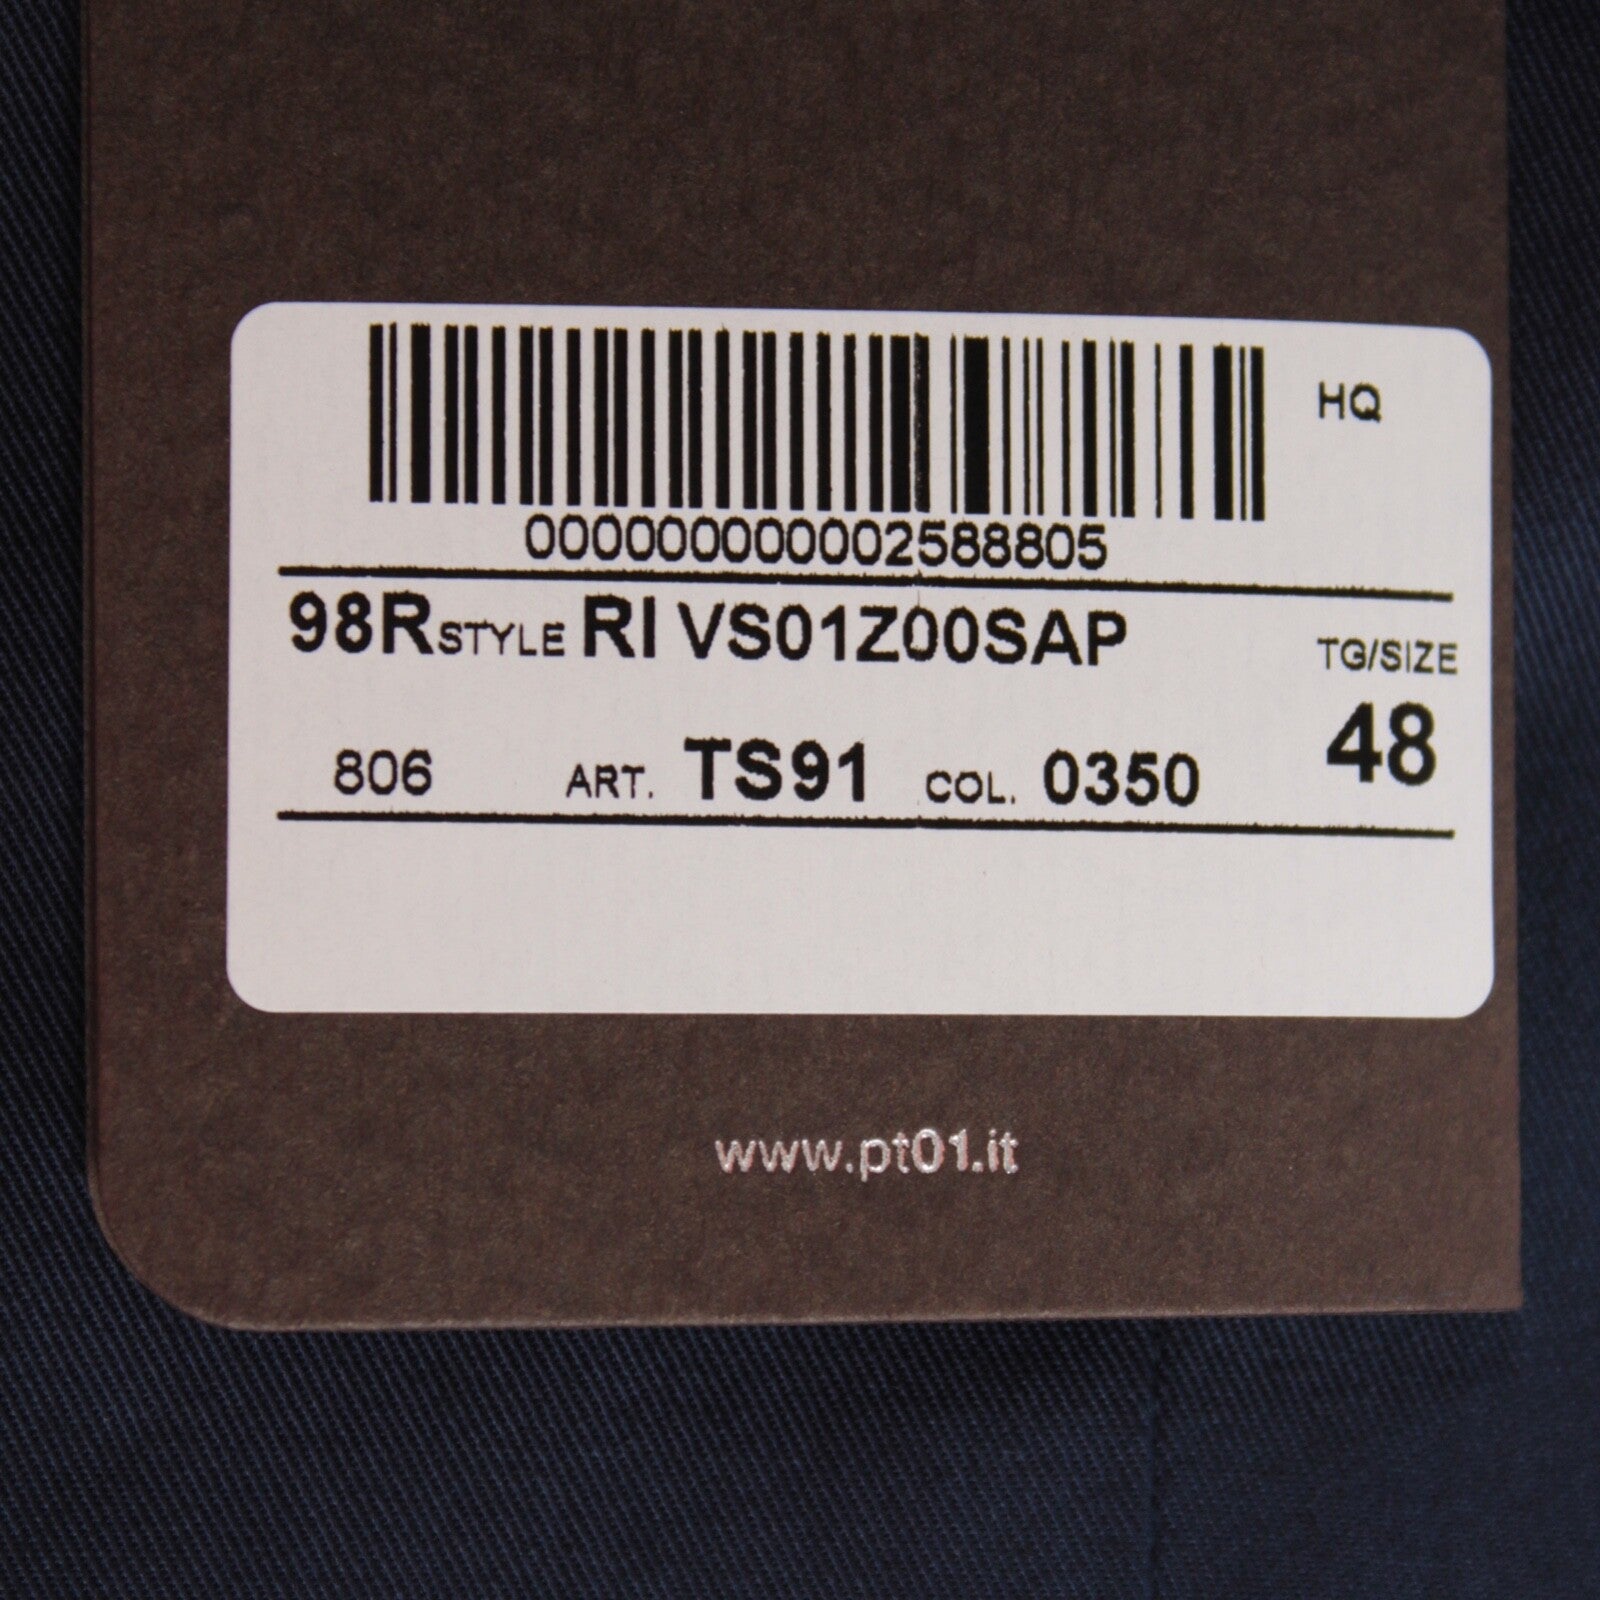 HQ
0000000000002588805
98R STYLE RI VS01Z00SAP
TG/SIZE
48
806 ART. TS91 COL. 0350
www.pt01.it